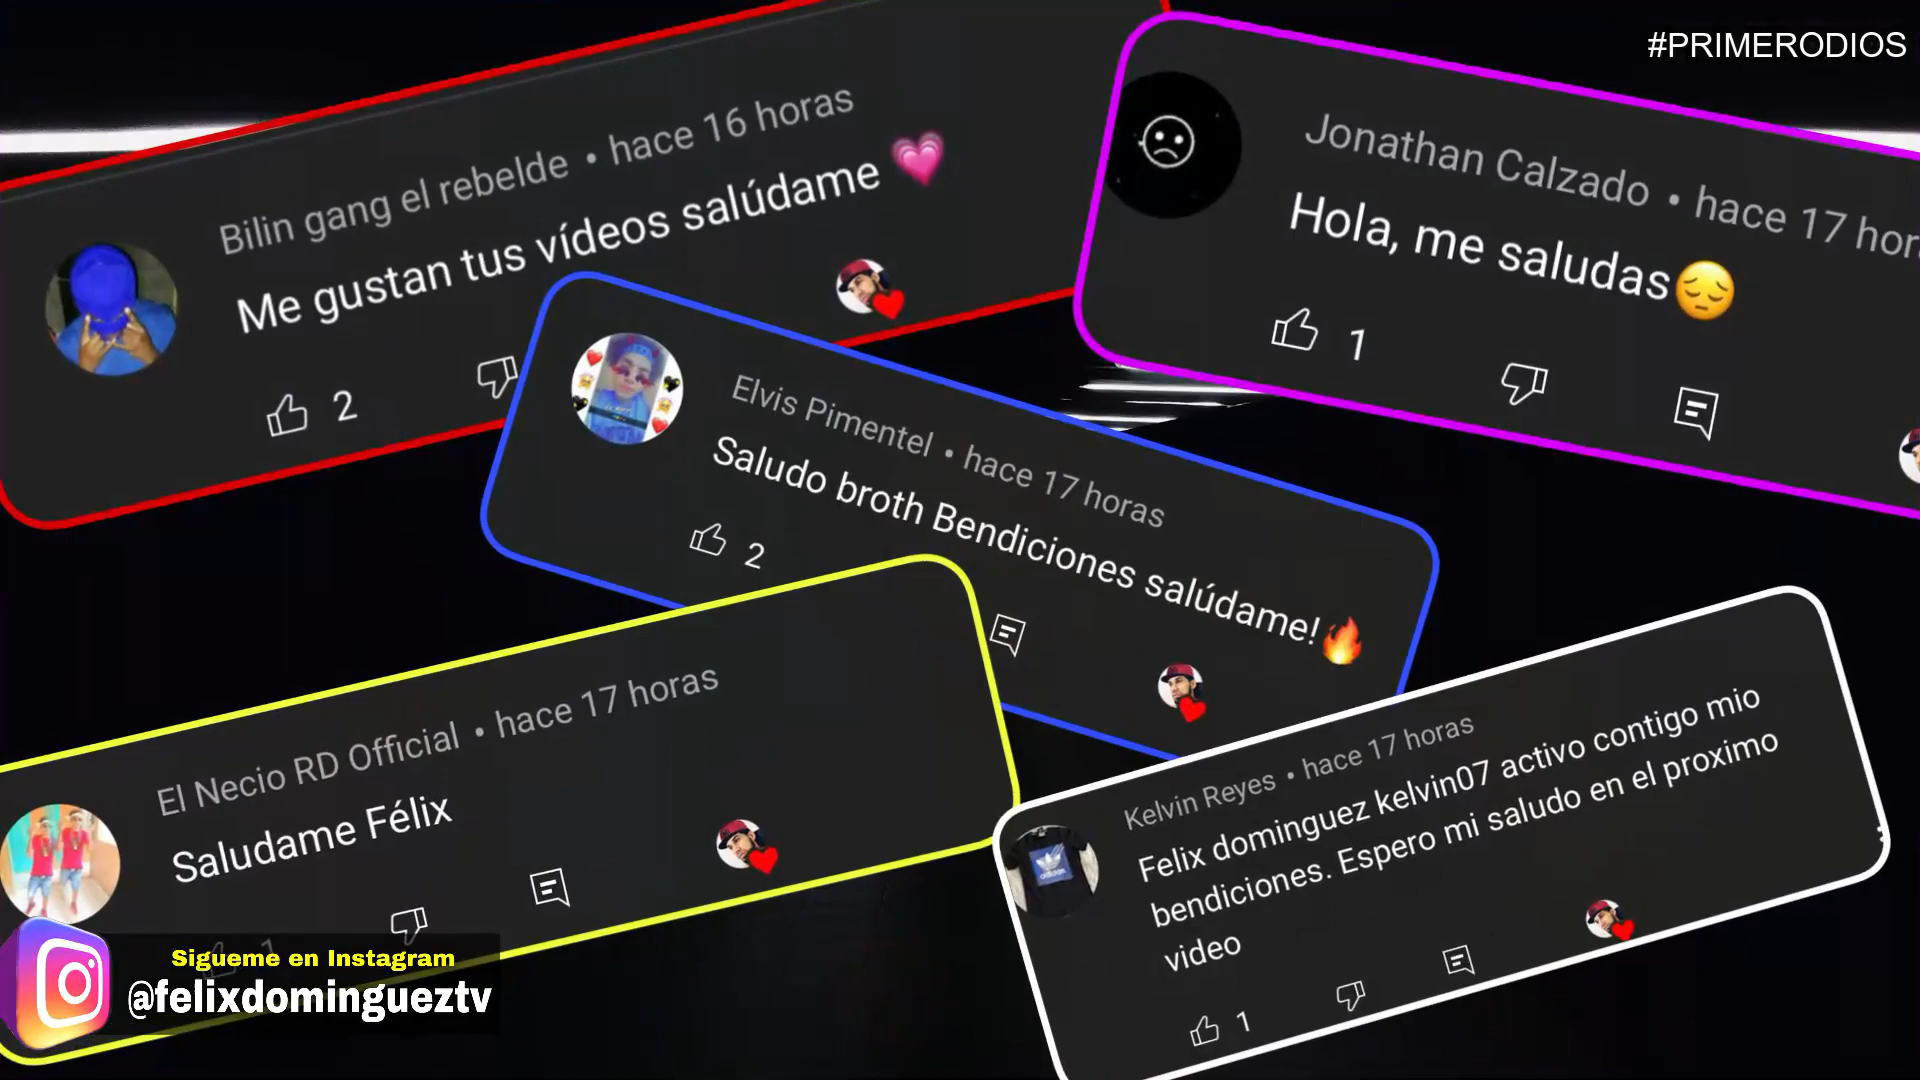 #PRIMERODIOS
Bilin gang el rebelde • hace 16 horas
Me gustan tus vídeos salúdame 💗
2
Jonathan Calzado • hace 17 hor
Hola, me saludas😔
1
Elvis Pimentel • hace 17 horas
Saludo broth Bendiciones salúdame!🔥
2
El Necio RD Official • hace 17 horas
Saludame Félix
1
Kelvin Reyes • hace 17 horas
Felix dominguez kelvin07 activo contigo mio
bendiciones. Espero mi saludo en el proximo
video
1
adidas
Sigueme en Instagram
@felixdomingueztv